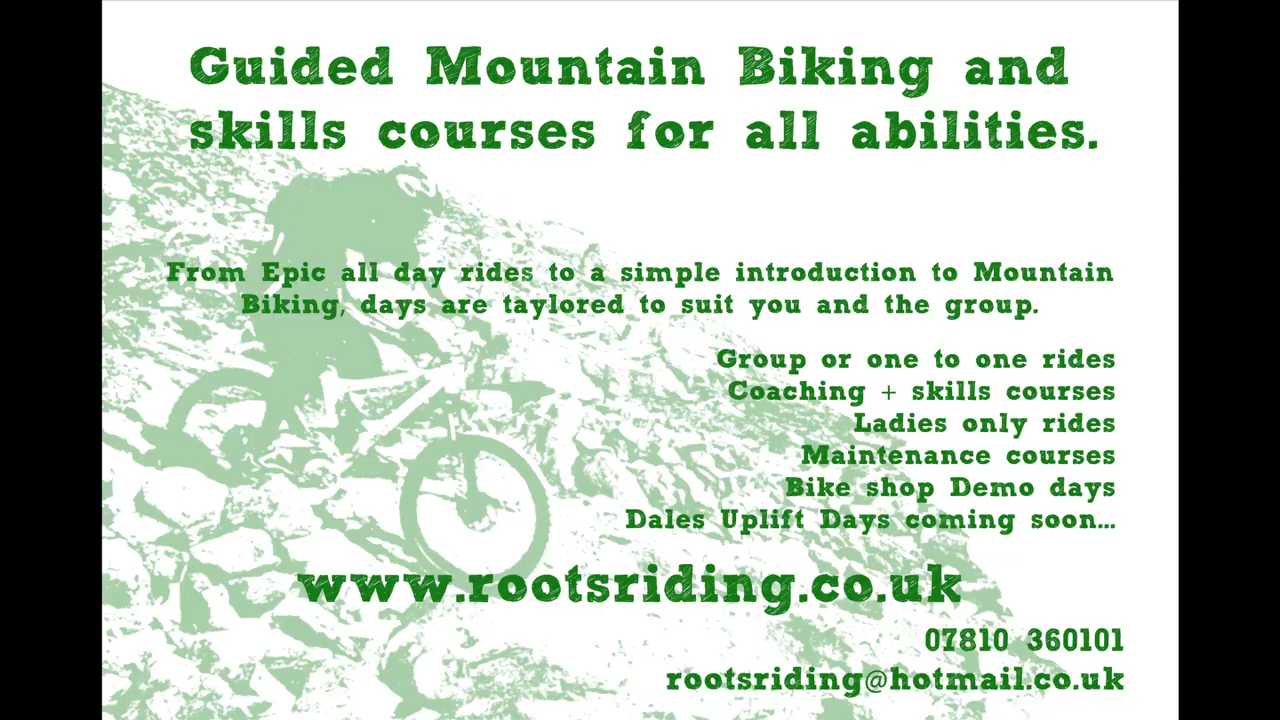 Guided Mountain Biking and
skills courses for all abilities.
From Epic all day rides to a simple introduction to Mountain
Biking, days are taylored to suit you and the group.
Group or one to one rides
Coaching + skills courses
Ladies only rides
Maintenance courses
Bike shop Demo days
Dales Uplift Days coming soon...
www.rootsriding.co.uk
07810 360101
rootsriding@hotmail.co.uk